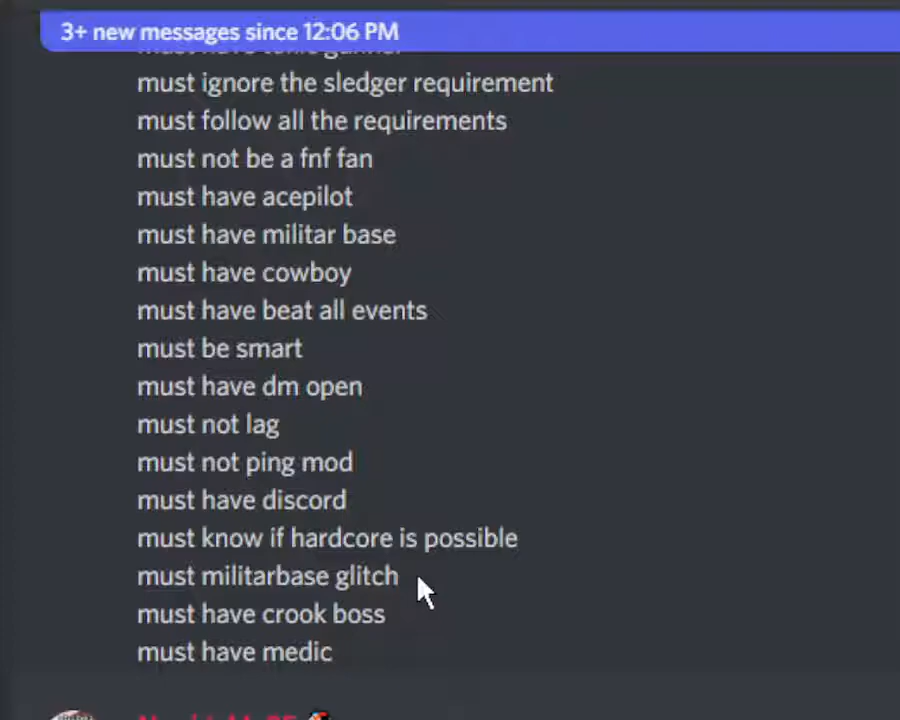 3+ new messages since 12:06 PM
must ignore the sledger requirement
must follow all the requirements
must not be a fnf fan
must have acepilot
must have militar base
must have cowboy
must have beat all events
must be smart
must have dm open
must not lag
must not ping mod
must have discord
must know if hardcore is possible
must militarbase glitch
must have crook boss
must have medic